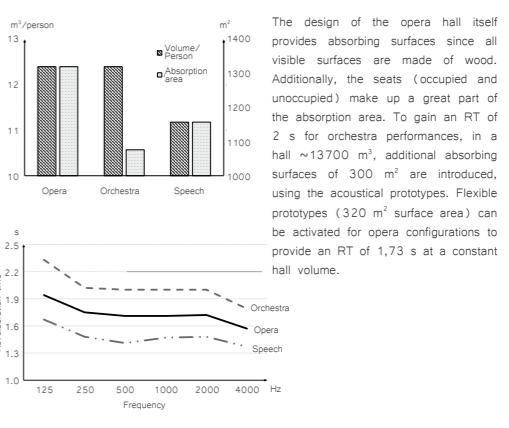 m³/person
m²
13
12
11
10
1400
1300
1200
1100
1000
Volume/
Person
Absorption
area
Opera
Orchestra
Speech
The design of the opera hall itself
provides absorbing surfaces since all
visible surfaces are made of wood.
Additionally, the seats (occupied and
unoccupied) make up a great part of
the absorption area. To gain an RT of
2 s for orchestra performances, in a
hall ~13700 m³, additional absorbing
surfaces of 300 m² are introduced,
using the acoustical prototypes. Flexible
prototypes (320 m² surface area) can
be activated for opera configurations to
provide an RT of 1,73 s at a constant
hall volume.
s
2.5
2.2
1.9
1.6
1.3
1.0
Orchestra
Opera
Speech
125 250 500 1000 2000 4000 Hz
Frequency